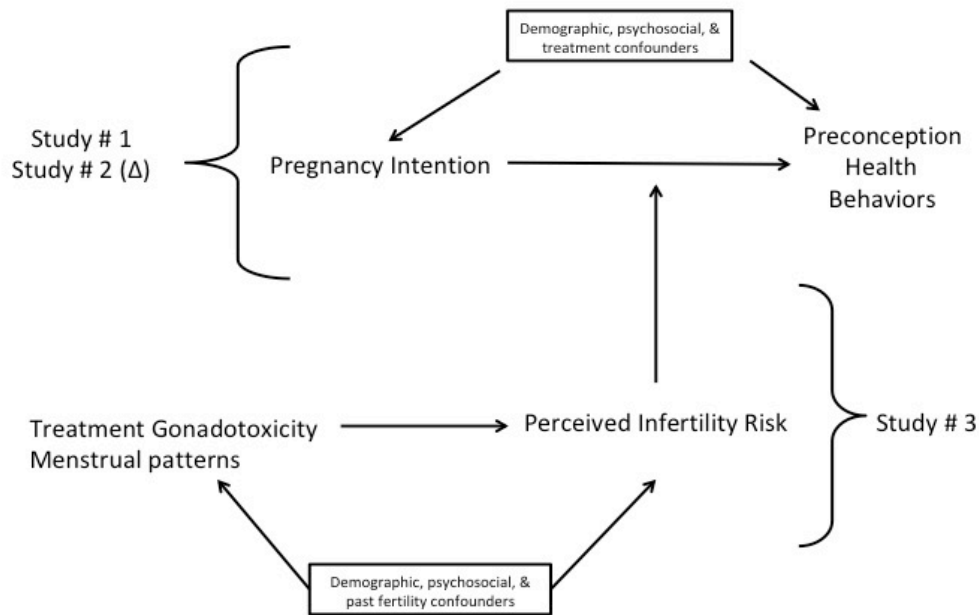 Demographic, psychosocial, &
treatment confounders
Study # 1
Study # 2 (Δ)
Pregnancy Intention
Preconception
Health
Behaviors
Treatment Gonadotoxicity
Menstrual patterns
Perceived Infertility Risk
Study # 3
Demographic, psychosocial, &
past fertility confounders